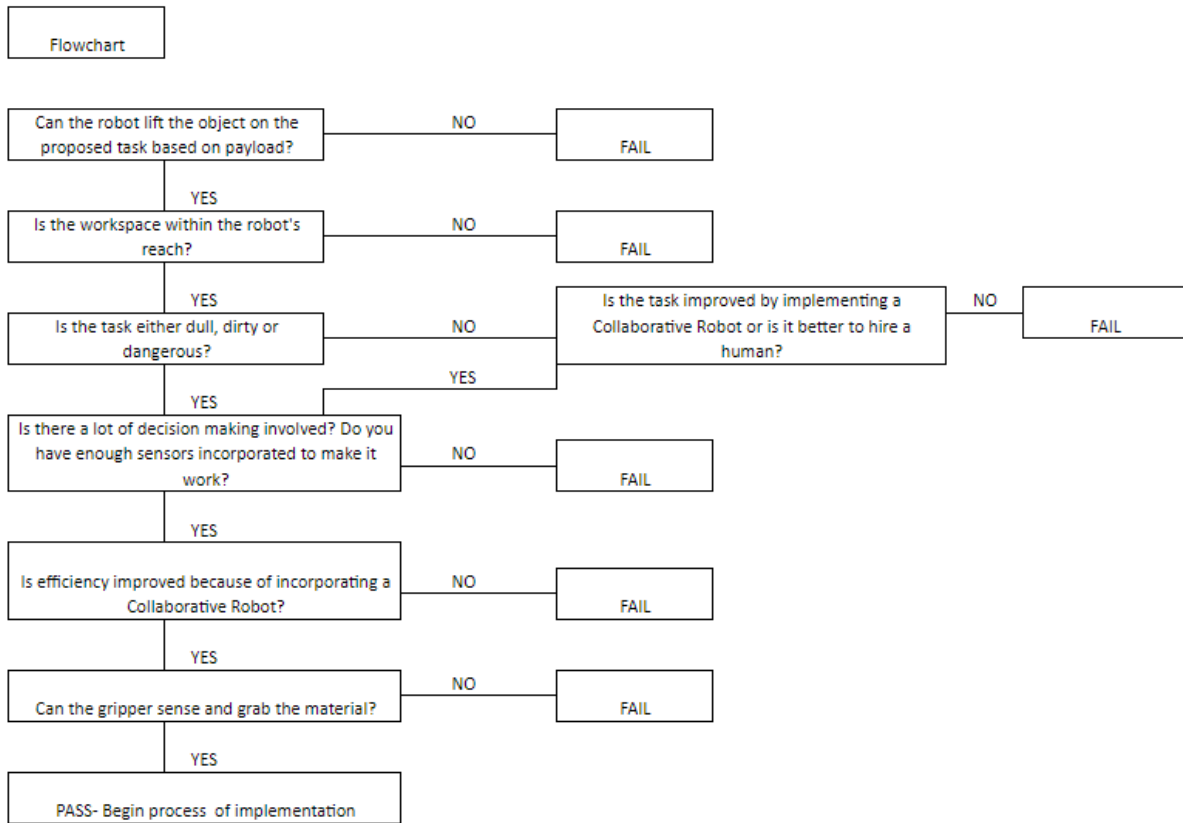 Flowchart
Can the robot lift the object on the
proposed task based on payload?
NO
FAIL
YES
Is the workspace within the robot's
reach?
NO
FAIL
YES
Is the task either dull, dirty or
dangerous?
NO
Is the task improved by implementing a
Collaborative Robot or is it better to hire a
human?
NO
FAIL
YES
YES
Is there a lot of decision making involved? Do you
have enough sensors incorporated to make it
work?
NO
FAIL
YES
Is efficiency improved because of incorporating a
Collaborative Robot?
NO
FAIL
YES
Can the gripper sense and grab the material?
NO
FAIL
YES
PASS- Begin process of implementation